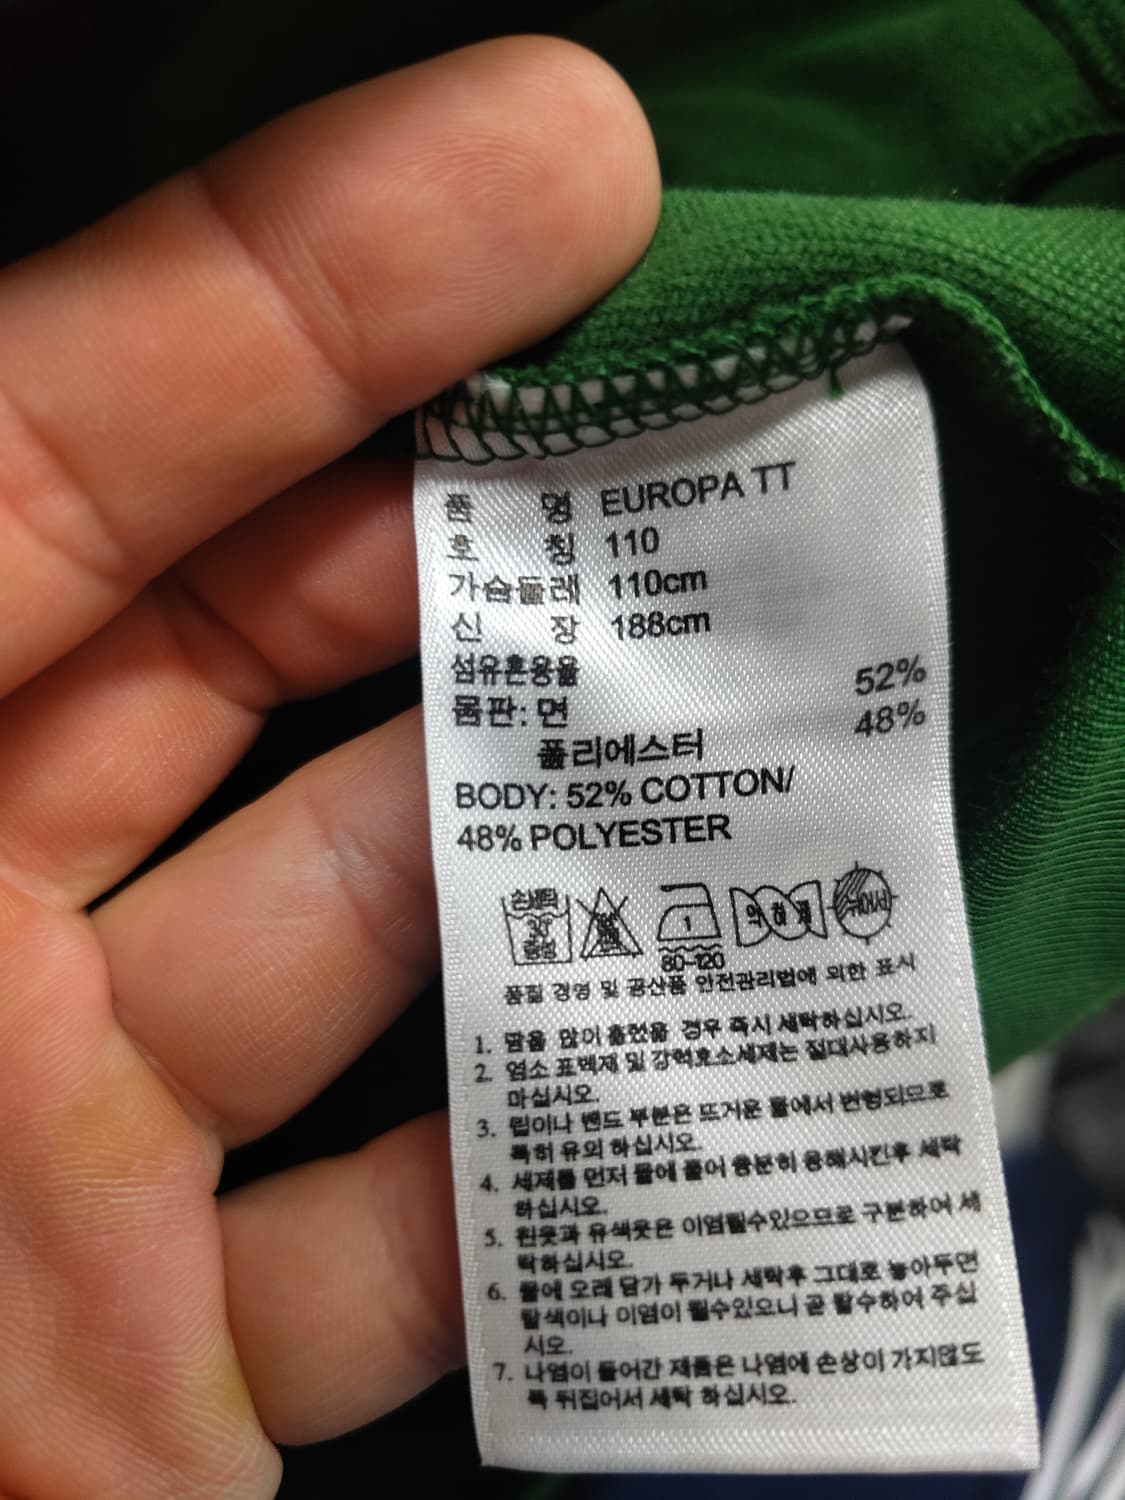 품 명 EUROPA TT
호 칭 110
가슴둘레 110cm
신 장 188cm
섬유혼용율
몸판: 면 52%
폴리에스터 48%
BODY: 52% COTTON/
48% POLYESTER
손세탁 30° 중성
1 80~120
약하게
품질 경영 및 공산품 안전관리법에 의한 표시
1. 땀을 많이 흘렸을 경우 즉시 세탁하십시오.
2. 염소 표백제 및 강력효소세제는 절대사용하지
마십시오.
3. 립이나 밴드 부분은 뜨거운 물에서 변형되므로
특히 유의 하십시오.
4. 세제를 먼저 물에 풀어 충분히 용해시킨후 세탁
하십시오.
5. 흰옷과 유색옷은 이염될수있으므로 구분하여 세
탁하십시오.
6. 물에 오래 담가 두거나 세탁후 그대로 놓아두면
탈색이나 이염이 될수있으니 곧 탈수하여 주십
시오.
7. 나염이 들어간 제품은 나염에 손상이 가지않도
록 뒤집어서 세탁 하십시오.